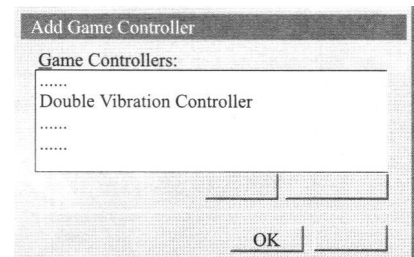 Add Game Controller
Game Controllers:
......
Double Vibration Controller
......
......
OK